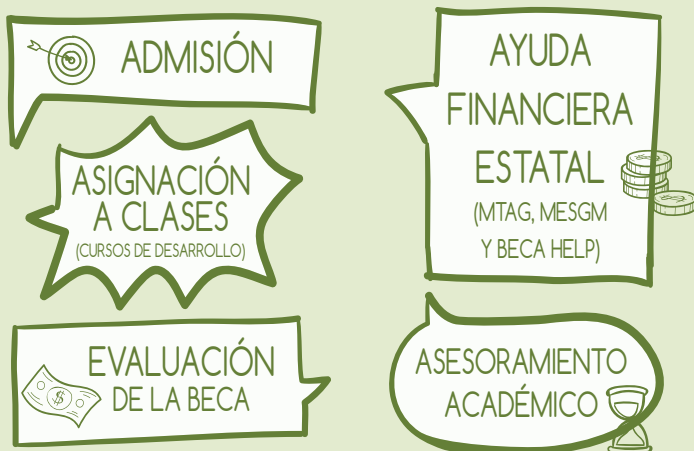 ADMISIÓN
ASIGNACIÓN
A CLASES
(CURSOS DE DESARROLLO)
EVALUACIÓN
DE LA BECA
$
AYUDA
FINANCIERA
ESTATAL
(MTAG, MESGM
Y BECA HELP)
ASESORAMIENTO
ACADÉMICO